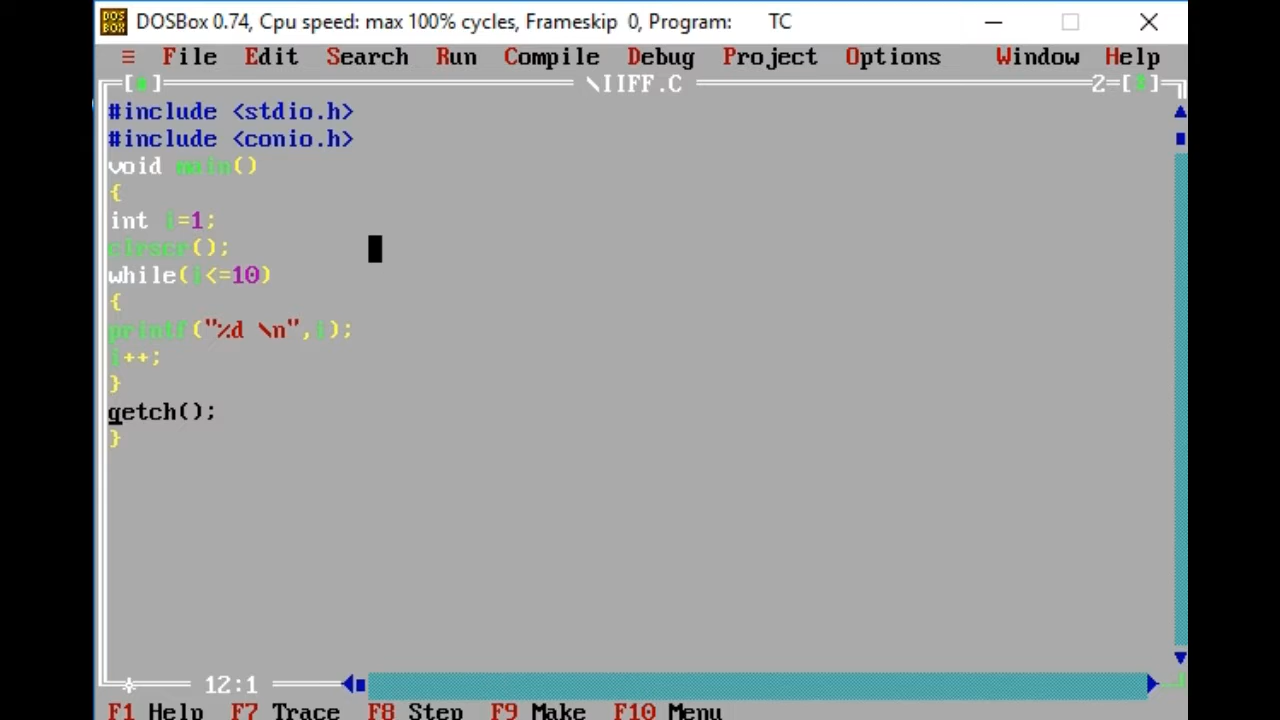 DOSBox 0.74, Cpu speed: max 100% cycles, Frameskip 0, Program: TC
≡ File Edit Search Run Compile Debug Project Options Window Help
\IIFF.C 2
#include <stdio.h>
#include <conio.h>
void main()
{
int i=1;
clrscr();
while(i<=10)
{
printf("%d \n",i);
i++;
}
getch();
}
12:1
F1 Help F7 Trace F8 Step F9 Make F10 Menu